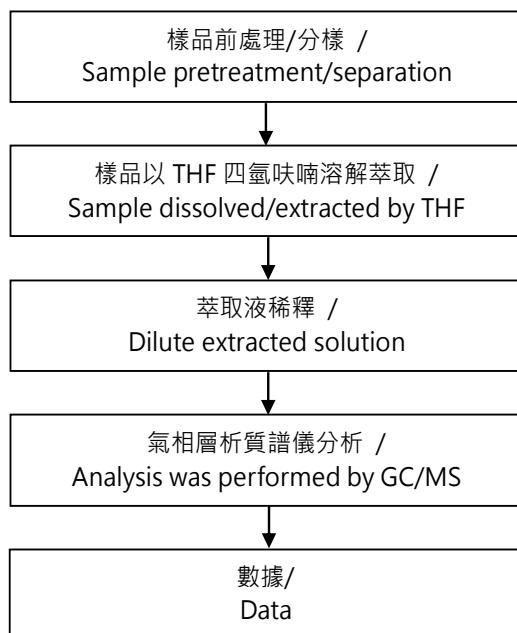 樣品前處理/分樣 /
Sample pretreatment/separation
樣品以 THF 四氫呋喃溶解萃取 /
Sample dissolved/extracted by THF
萃取液稀釋 /
Dilute extracted solution
氣相層析質譜儀分析 /
Analysis was performed by GC/MS
數據/
Data